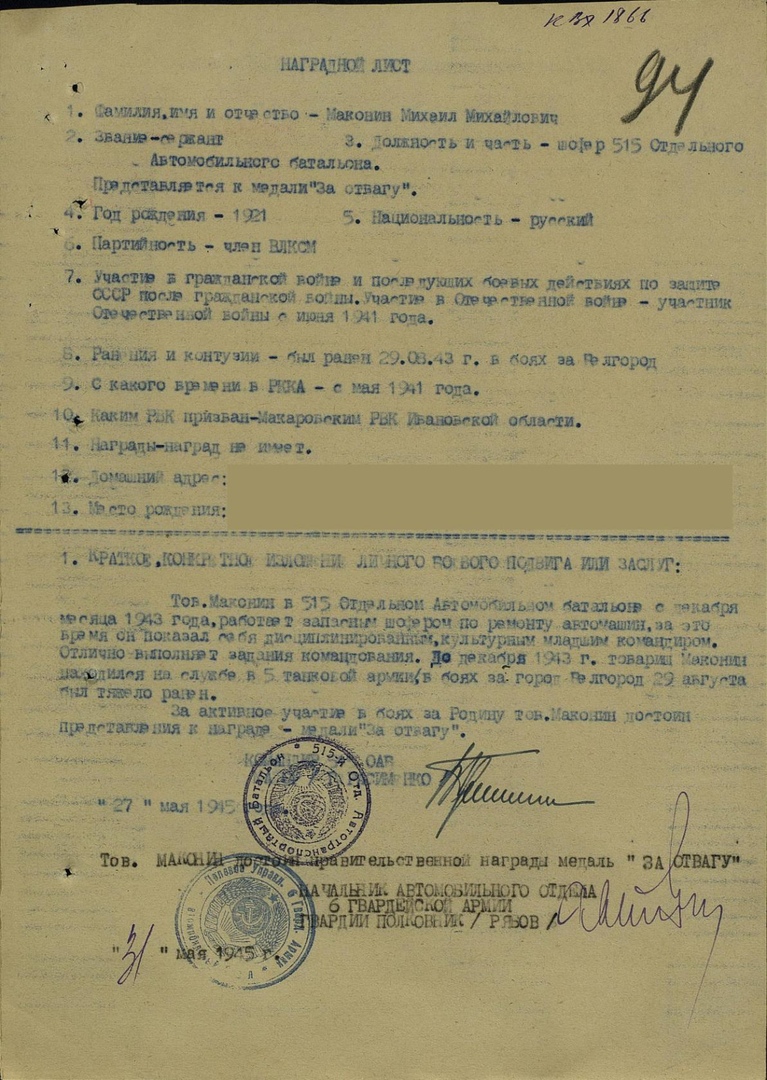 1866
94
НАГРАДНОЙ ЛИСТ
1. Фамилия,имя и отчество – Маконин Михаил Михайлович
2. Звание-сержант 3. Должность и часть – шофер 515 Отдельного
Автомобильного батальона.
Представляется к медали"За отвагу".
4. Год рождения – 1921 5. Национальность – русский
6. Партийность – член ВЛКСМ
7. Участие в гражданской войне и последующих боевых действиях по защите
СССР после гражданской войны.Участие в Отечественной войне – участник
Отечественной войны с июня 1941 года.
8. Ранения и контузии – был ранен 29.08.43 г. в боях за Белгород
9. С какого времени в РККА – с мая 1941 года.
10. Каким РВК призван-Макаровским РВК Ивановской области.
11. Награды-наград не имеет.
12. Домашний адрес:
13. Место рождения:
1. КРАТКОЕ,КОНКРЕТНОЕ ИЗЛОЖЕНИЕ ЛИЧНОГО БОЕВОГО ПОДВИГА ИЛИ ЗАСЛУГ:
Тов.Маконин в 515 Отдельном Автомобильном батальоне с декабря
месяца 1943 года,работает запасным шофером по ремонту автомашин,за это
время он показал себя дисциплинированным,культурным младшим командиром.
Отлично выполняет задания командования. До декабря 1943 г. товарищ Маконин
находился на службе в 5 танковой армии,в боях за город Белгород 29 августа
был тяжело ранен.
За активное участие в боях за Родину тов.Маконин достоин
представления к награде – медали"За отвагу".
ОАБ
515-й Отд. Автотранспортный Батальон
"27" мая 1945
Тов. МАКОНИН достоин правительственной награды медаль "ЗА ОТВАГУ"
НАЧАЛЬНИК АВТОМОБИЛЬНОГО ОТДЕЛА
6 ГВАРДЕЙСКОЙ АРМИИ
ГВАРДИИ ПОЛКОВНИК / РЯБОВ /
"31" мая 1945 г.